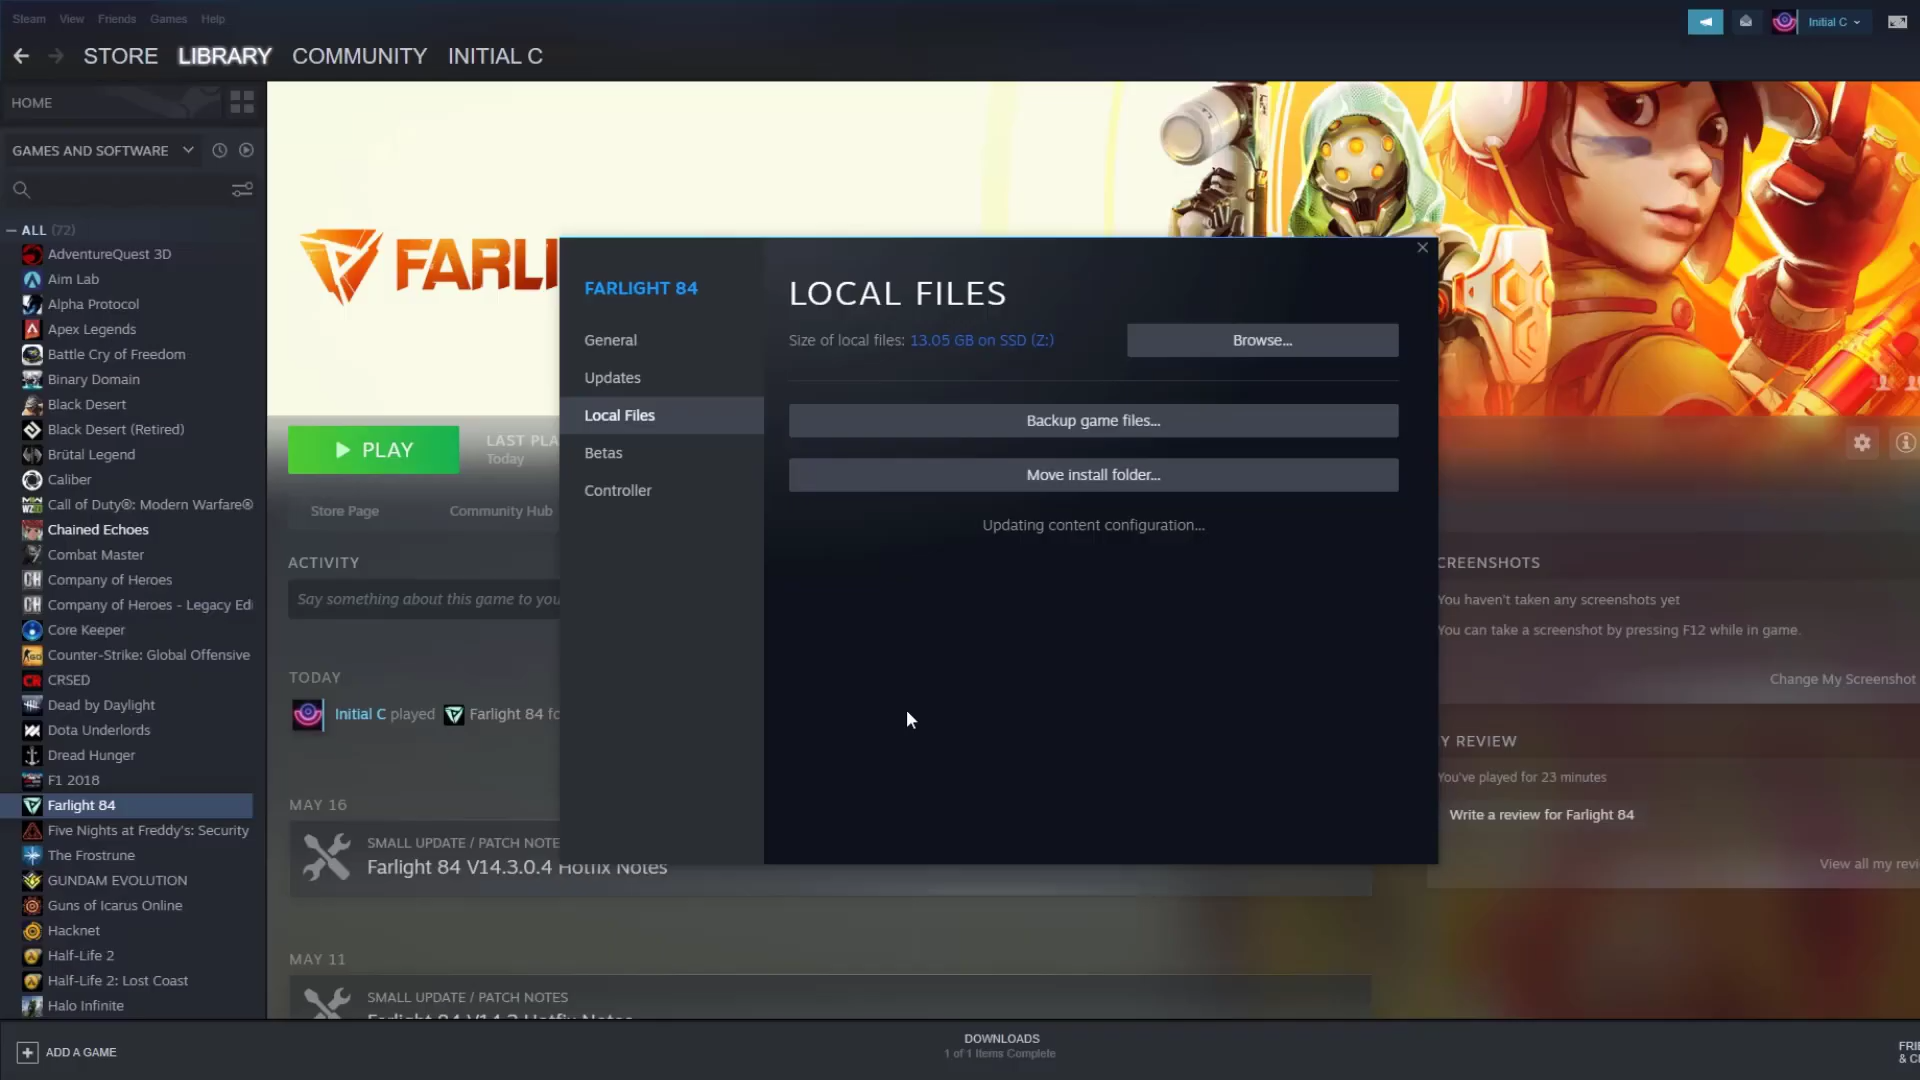 Steam View Friends Games Help
Initial C
STORE LIBRARY COMMUNITY INITIAL C
HOME
GAMES AND SOFTWARE
ALL (72)
AdventureQuest 3D
Aim Lab
Alpha Protocol
Apex Legends
Battle Cry of Freedom
Binary Domain
Black Desert
Black Desert (Retired)
Brütal Legend
Caliber
Call of Duty®: Modern Warfare®
Chained Echoes
Combat Master
Company of Heroes
Company of Heroes - Legacy Edi
Core Keeper
Counter-Strike: Global Offensive
CRSED
Dead by Daylight
Dota Underlords
Dread Hunger
F1 2018
Farlight 84
Five Nights at Freddy's: Security
The Frostrune
GUNDAM EVOLUTION
Guns of Icarus Online
Hacknet
Half-Life 2
Half-Life 2: Lost Coast
Halo Infinite
ADD A GAME
FARLI
PLAY
LAST PLA
Today
Store Page Community Hub
ACTIVITY
Say something about this game to you
TODAY
Initial C played Farlight 84 fo
MAY 16
SMALL UPDATE / PATCH NOTE
Farlight 84 V14.3.0.4 Hotfix Notes
MAY 11
SMALL UPDATE / PATCH NOTES
Farlight 84 V14.3 Hotfix Notes
FARLIGHT 84
General
Updates
Local Files
Betas
Controller
LOCAL FILES
Size of local files: 13.05 GB on SSD (Z:)
Browse...
Backup game files...
Move install folder...
Updating content configuration...
CREENSHOTS
You haven't taken any screenshots yet
You can take a screenshot by pressing F12 while in game.
Change My Screenshot
Y REVIEW
You've played for 23 minutes
Write a review for Farlight 84
View all my revi
DOWNLOADS
1 of 1 Items Complete
FRIE
& C